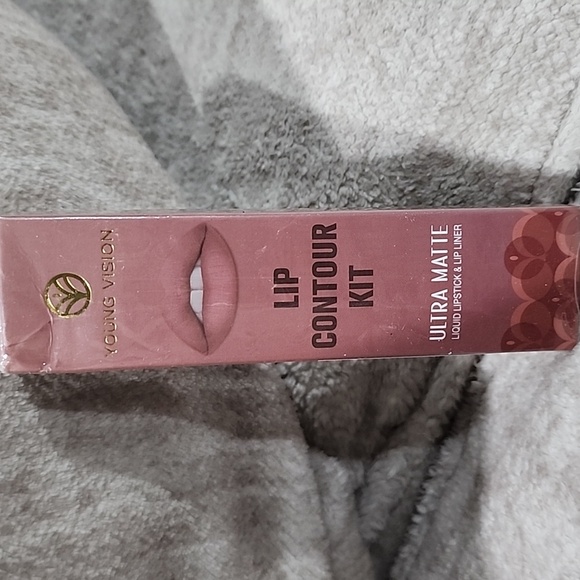 YOUNG VISION
LIP
CONTOUR
KIT
ULTRA MATTE
LIQUID LIPSTICK & LIP LINER